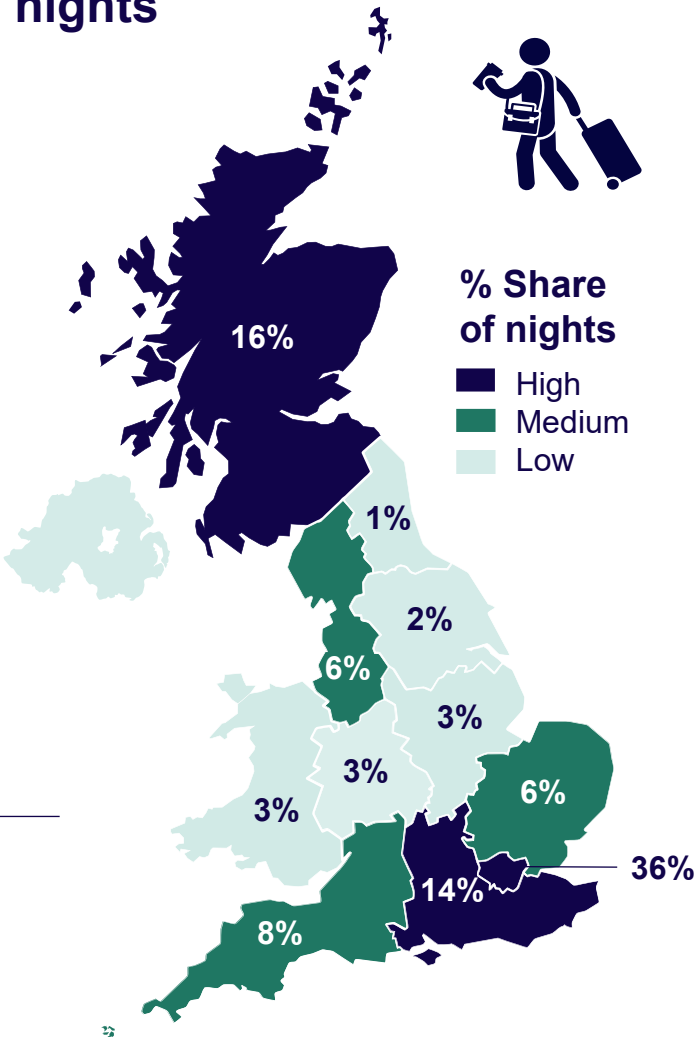 nights
% Share
of nights
High
Medium
Low
16%
1%
2%
6%
3%
3%
3%
6%
36%
14%
8%